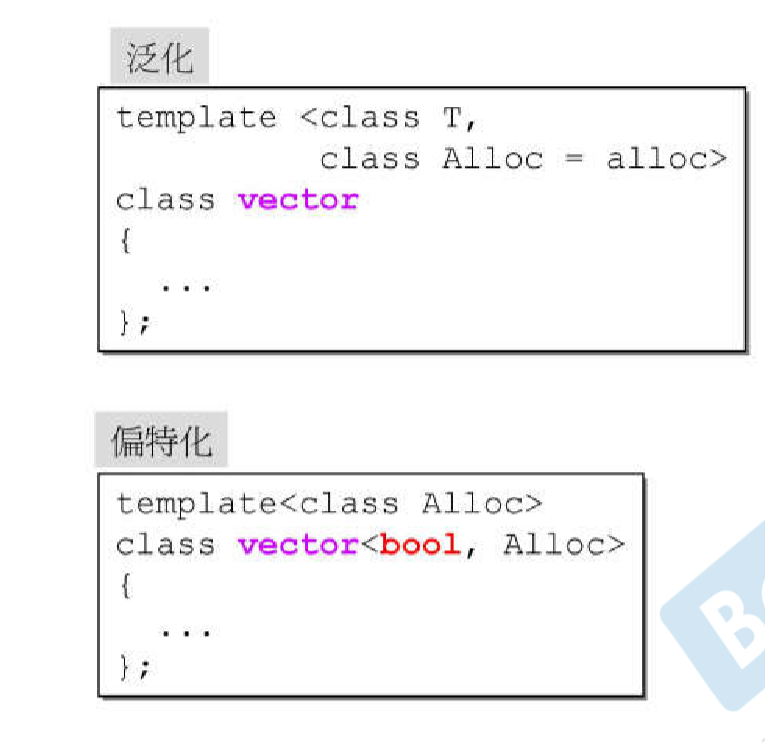 泛化
template <class T,
class Alloc = alloc>
class vector
{
...
};
偏特化
template<class Alloc>
class vector<bool, Alloc>
{
...
};